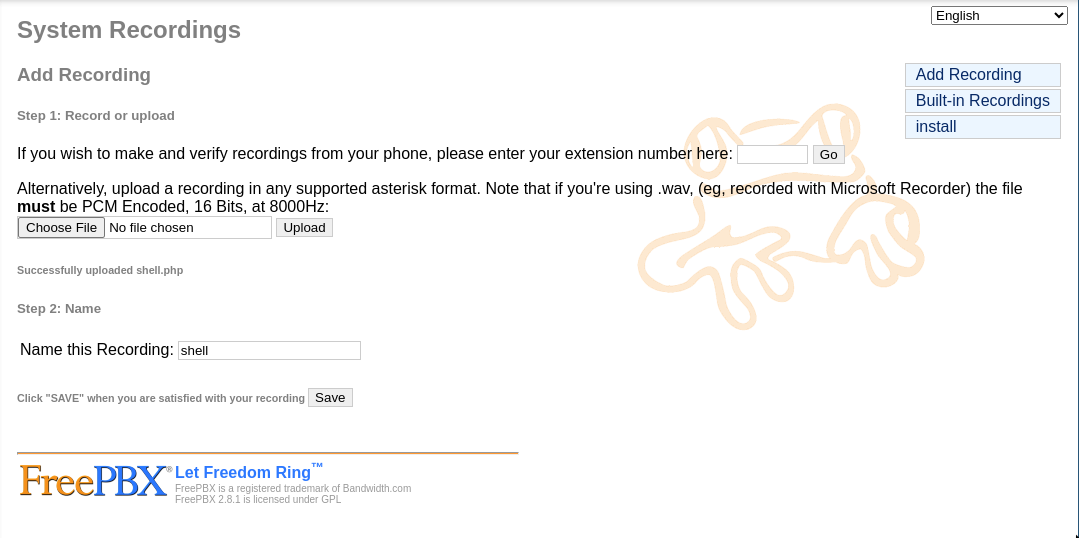 English
System Recordings
Add Recording
Add Recording
Built-in Recordings
install
Step 1: Record or upload
If you wish to make and verify recordings from your phone, please enter your extension number here: Go
Alternatively, upload a recording in any supported asterisk format. Note that if you're using .wav, (eg, recorded with Microsoft Recorder) the file
must be PCM Encoded, 16 Bits, at 8000Hz:
Choose File No file chosen Upload
Successfully uploaded shell.php
Step 2: Name
Name this Recording: shell
Click "SAVE" when you are satisfied with your recording Save
FreePBX® Let Freedom Ring™
FreePBX is a registered trademark of Bandwidth.com
FreePBX 2.8.1 is licensed under GPL